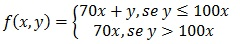 f(x,y) = { 70x + y, se y ≤ 100x
70x, se y > 100x